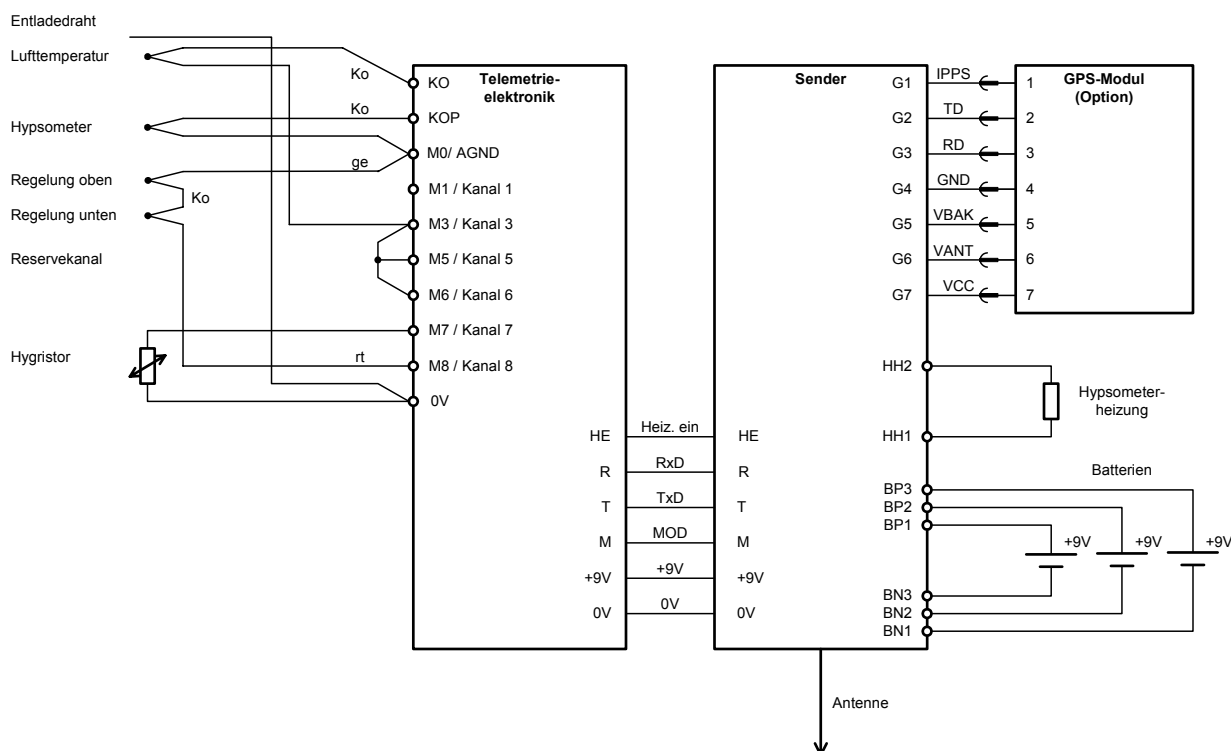 Entladedraht
Lufttemperatur
Hypsometer
Regelung oben
Regelung unten
Reservekanal
Hygristor
Ko
Ko
ge
Ko
rt
Telemetrie-
elektronik
KO
KOP
M0/ AGND
M1 / Kanal 1
M3 / Kanal 3
M5 / Kanal 5
M6 / Kanal 6
M7 / Kanal 7
M8 / Kanal 8
0V
HE
R
T
M
+9V
0V
Heiz. ein
RxD
TxD
MOD
+9V
0V
Sender
HE
R
T
M
+9V
0V
G1
G2
G3
G4
G5
G6
G7
HH2
HH1
BP3
BP2
BP1
BN3
BN2
BN1
IPPS
TD
RD
GND
VBAK
VANT
VCC
GPS-Modul
(Option)
1
2
3
4
5
6
7
Hypsometer-
heizung
Batterien
+9V
+9V
+9V
Antenne